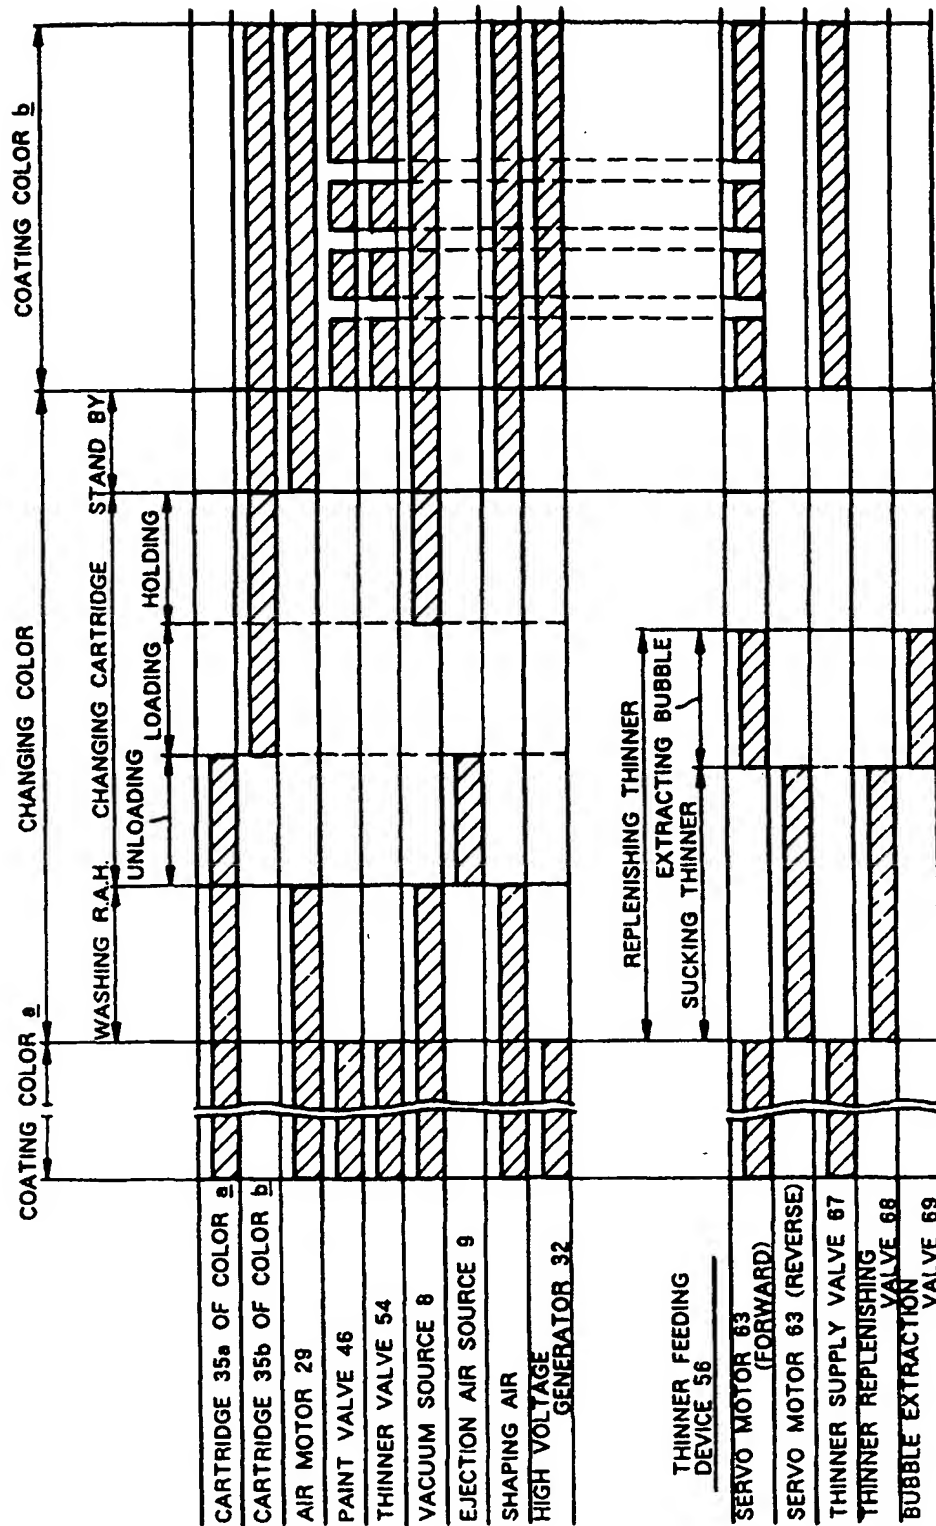 COATING COLOR a
CHANGING COLOR
COATING COLOR b
WASHING R.A.H.
CHANGING CARTRIDGE
STAND BY
UNLOADING
LOADING
HOLDING
CARTRIDGE 35a OF COLOR a
CARTRIDGE 35b OF COLOR b
AIR MOTOR 29
PAINT VALVE 46
THINNER VALVE 54
VACUUM SOURCE 8
EJECTION AIR SOURCE 9
SHAPING AIR
HIGH VOLTAGE
GENERATOR 32
REPLENISHING THINNER
EXTRACTING BUBBLE
SUCKING THINNER
THINNER FEEDING
DEVICE 56
SERVO MOTOR 63
(FORWARD)
SERVO MOTOR 63 (REVERSE)
THINNER SUPPLY VALVE 67
THINNER REPLENISHING
VALVE 68
BUBBLE EXTRACTION
VALVE 69